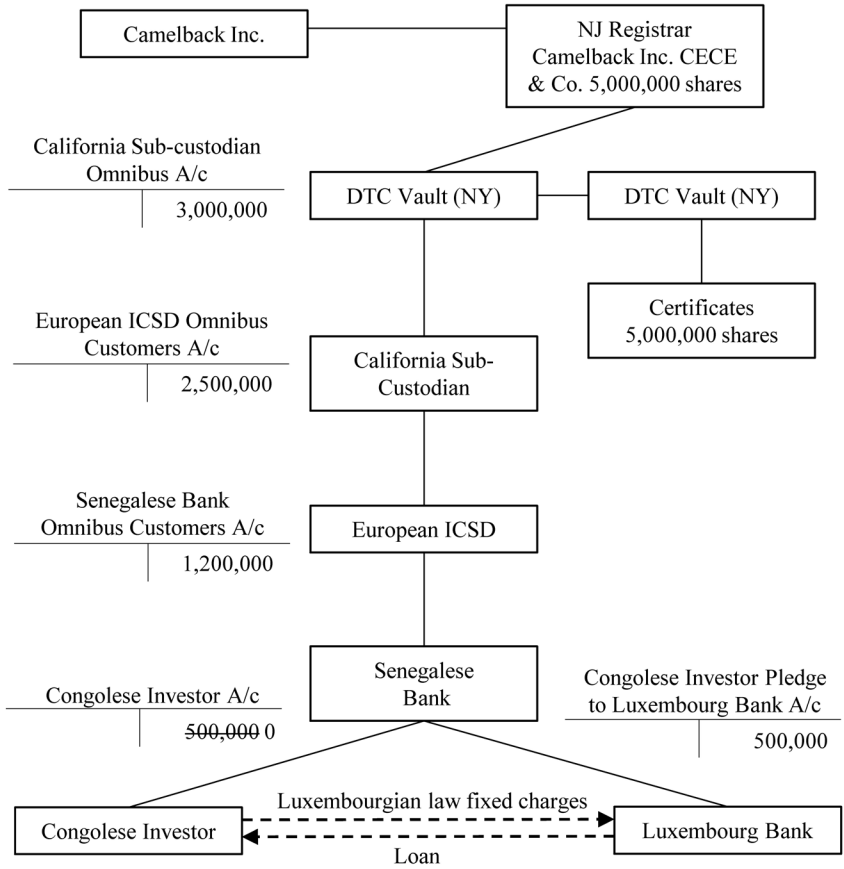 Camelback Inc.
NJ Registrar
Camelback Inc. CECE
& Co. 5,000,000 shares
California Sub-custodian
Omnibus A/c
3,000,000
DTC Vault (NY)
DTC Vault (NY)
Certificates
5,000,000 shares
European ICSD Omnibus
Customers A/c
2,500,000
California Sub-
Custodian
Senegalese Bank
Omnibus Customers A/c
1,200,000
European ICSD
Congolese Investor A/c
500,000 0
Senegalese
Bank
Congolese Investor Pledge
to Luxembourg Bank A/c
500,000
Congolese Investor
Luxembourgian law fixed charges
Loan
Luxembourg Bank